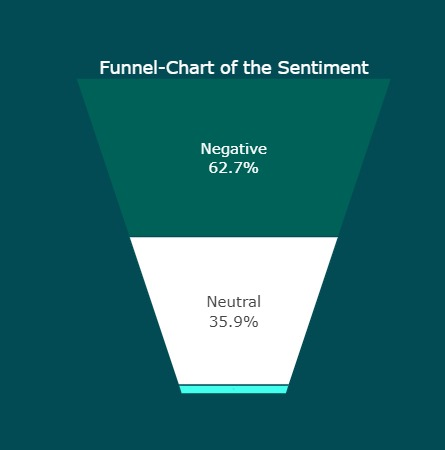 Funnel-Chart of the Sentiment
Negative
62.7%
Neutral
35.9%